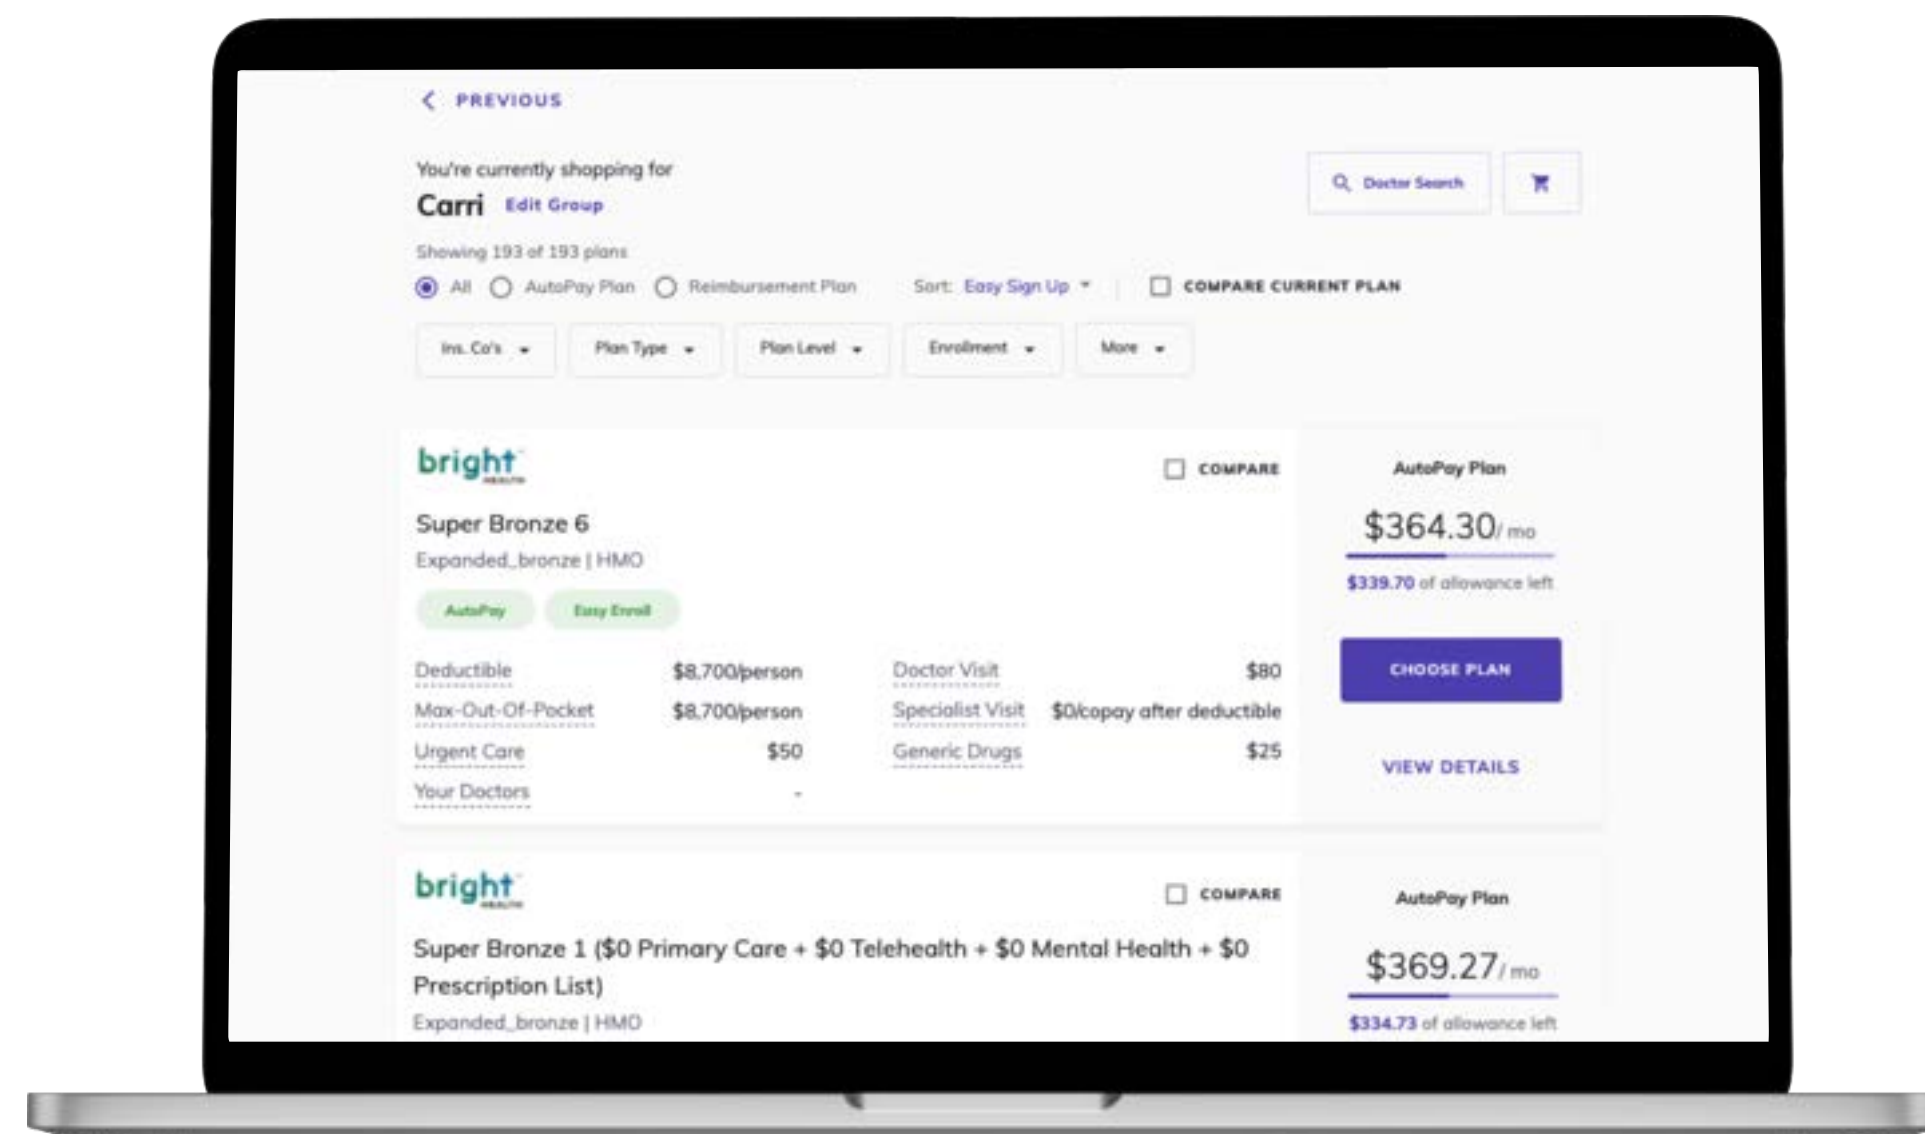 PREVIOUS
You're currently shopping for
Carri Edit Group
Doctor Search
Showing 193 of 193 plans
All AutoPay Plan Reimbursement Plan Sort: Easy Sign Up COMPARE CURRENT PLAN
Ins. Co's Plan Type Plan Level Enrollment More
bright HEALTH
COMPARE
AutoPay Plan
Super Bronze 6
$364.30/ mo
Expanded_bronze | HMO
$339.70 of allowance left
AutoPay Easy Enroll
Deductible $8,700/person Doctor Visit $80
CHOOSE PLAN
Max-Out-Of-Pocket $8,700/person Specialist Visit $0/copay after deductible
Urgent Care $50 Generic Drugs $25
VIEW DETAILS
Your Doctors -
bright HEALTH
COMPARE
AutoPay Plan
Super Bronze 1 ($0 Primary Care + $0 Telehealth + $0 Mental Health + $0
Prescription List)
$369.27/ mo
Expanded_bronze | HMO
$334.73 of allowance left